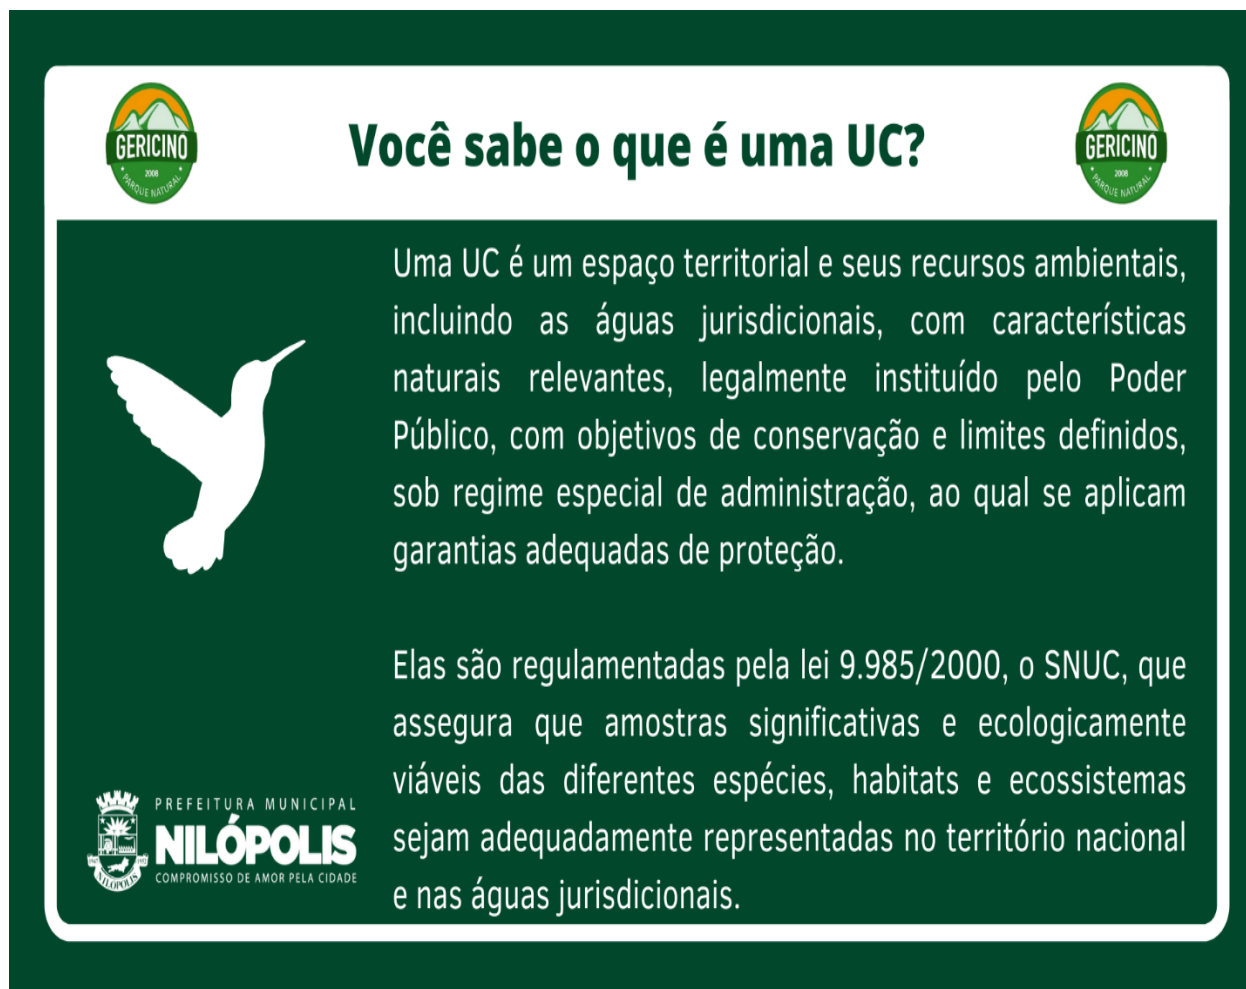 GERICINÓ
2008
PARQUE NATURAL
Você sabe o que é uma UC?
GERICINÓ
2008
PARQUE NATURAL
Uma UC é um espaço territorial e seus recursos ambientais,
incluindo as águas jurisdicionais, com características
naturais relevantes, legalmente instituído pelo Poder
Público, com objetivos de conservação e limites definidos,
sob regime especial de administração, ao qual se aplicam
garantias adequadas de proteção.
Elas são regulamentadas pela lei 9.985/2000, o SNUC, que
assegura que amostras significativas e ecologicamente
viáveis das diferentes espécies, habitats e ecossistemas
sejam adequadamente representadas no território nacional
e nas águas jurisdicionais.
PREFEITURA MUNICIPAL
NILÓPOLIS
COMPROMISSO DE AMOR PELA CIDADE
NILÓPOLIS